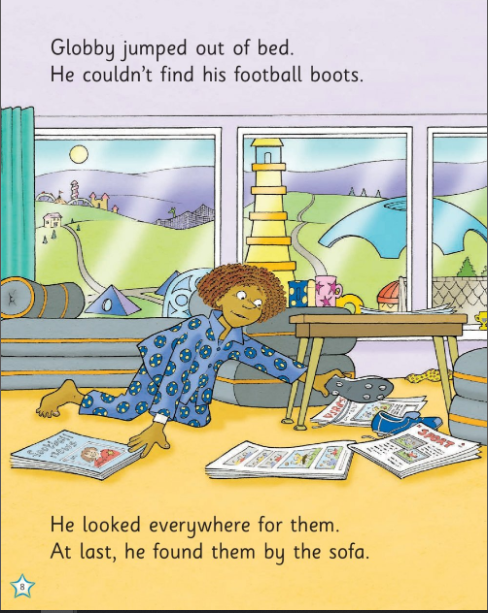 Globby jumped out of bed.
He couldn't find his football boots.
SPORT
He looked everywhere for them.
At last, he found them by the sofa.
8